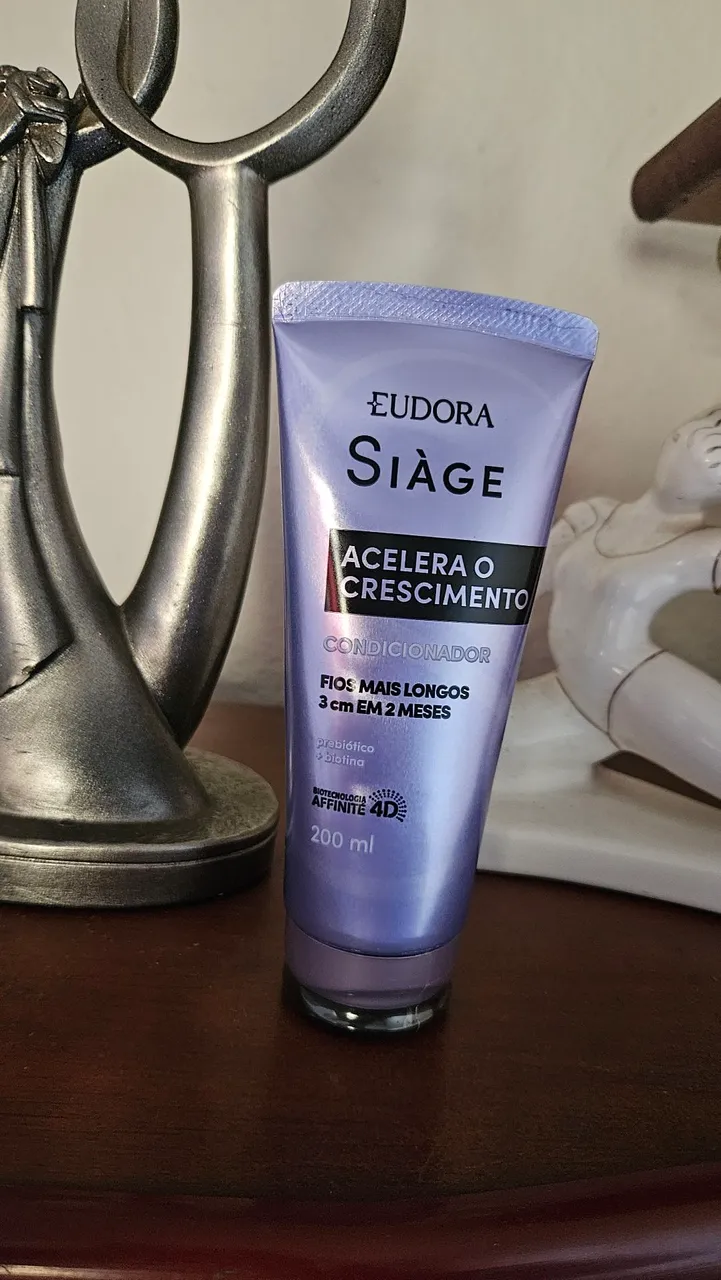 EUDORA
SIÀGE
ACELERA O
CRESCIMENTO
CONDICIONADOR
FIOS MAIS LONGOS
3 cm EM 2 MESES
prebiótico
+ biotina
BIOTECNOLOGIA
AFFINITÉ 4D
200 ml